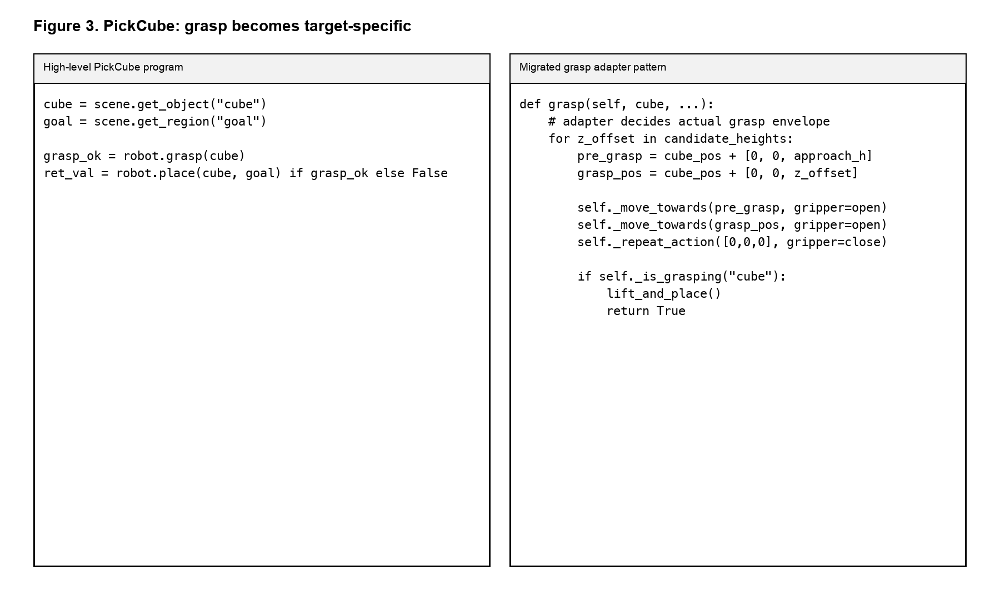 Figure 3. PickCube: grasp becomes target-specific
High-level PickCube program
cube = scene.get_object("cube")
goal = scene.get_region("goal")
grasp_ok = robot.grasp(cube)
ret_val = robot.place(cube, goal) if grasp_ok else False
Migrated grasp adapter pattern
def grasp(self, cube, ...):
    # adapter decides actual grasp envelope
    for z_offset in candidate_heights:
        pre_grasp = cube_pos + [0, 0, approach_h]
        grasp_pos = cube_pos + [0, 0, z_offset]
        self._move_towards(pre_grasp, gripper=open)
        self._move_towards(grasp_pos, gripper=open)
        self._repeat_action([0,0,0], gripper=close)
        if self._is_grasping("cube"):
            lift_and_place()
            return True